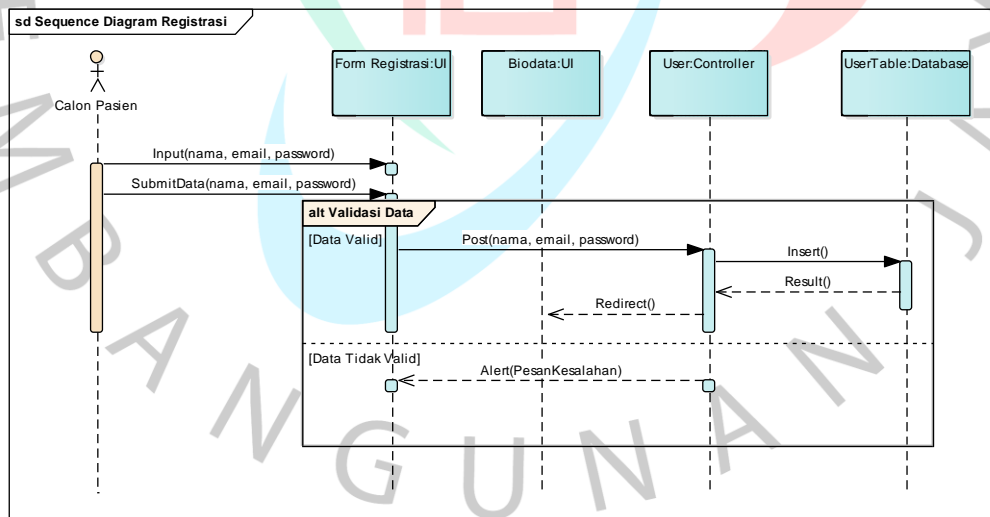 sd Sequence Diagram Registrasi
Calon Pasien
Form Registrasi:UI
Biodata:UI
User:Controller
UserTable:Database
Input(nama, email, password)
SubmitData(nama, email, password)
alt Validasi Data
[Data Valid]
Post(nama, email, password)
Insert()
Result()
Redirect()
[Data Tidak Valid]
Alert(PesanKesalahan)
MBANGUNAN J